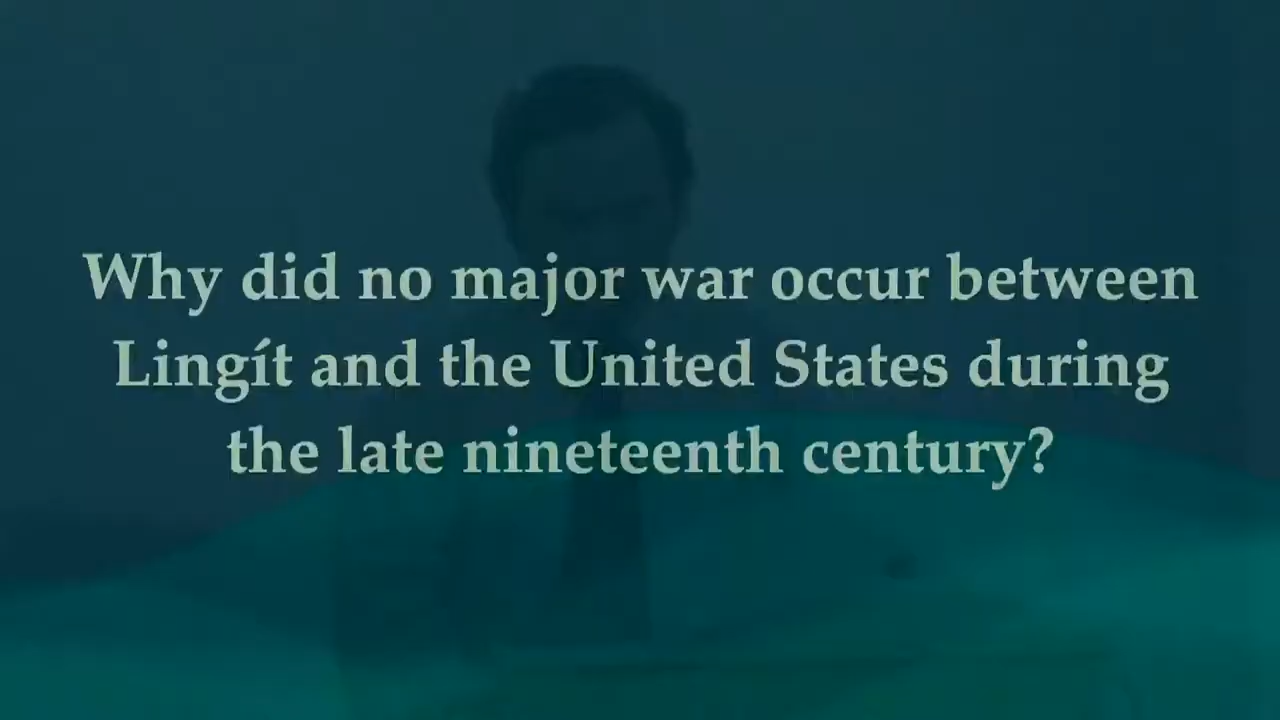 Why did no major war occur between
Lingít and the United States during
the late nineteenth century?